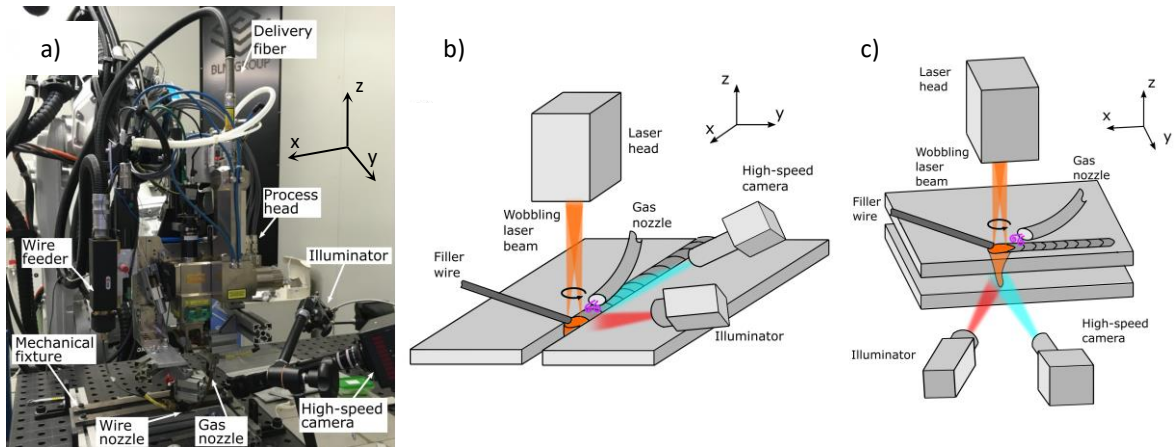 a)
Delivery
fiber
BLM GROUP
z
x
y
Process
head
Wire
feeder
Illuminator
Mechanical
fixture
Wire
nozzle
Gas
nozzle
High-speed
camera
b)
z
y
x
Laser
head
High-speed
camera
Wobbling
laser
beam
Gas
nozzle
Filler
wire
Illuminator
c)
Laser
head
z
x
y
Wobbling
laser
beam
Gas
nozzle
Filler
wire
Illuminator
High-speed
camera